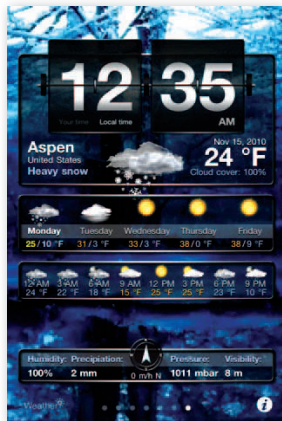 12 35
Your time Local time AM
Aspen
United States
Heavy snow
Nov 15, 2010
24 °F
Cloud cover: 100%
Monday Tuesday Wednesday Thursday Friday
25/10 °F 31/3 °F 33/3 °F 38/0 °F 38/9 °F
12 AM 3 AM 6 AM 9 AM 12 PM 3 PM 6 PM 9 PM
24 °F 22 °F 18 °F 15 °F 25 °F 25 °F 23 °F 10 °F
Humidity: Precipiation: Pressure: Visibility:
100% 2 mm 0 m/h N 1011 mbar 8 m
Weather